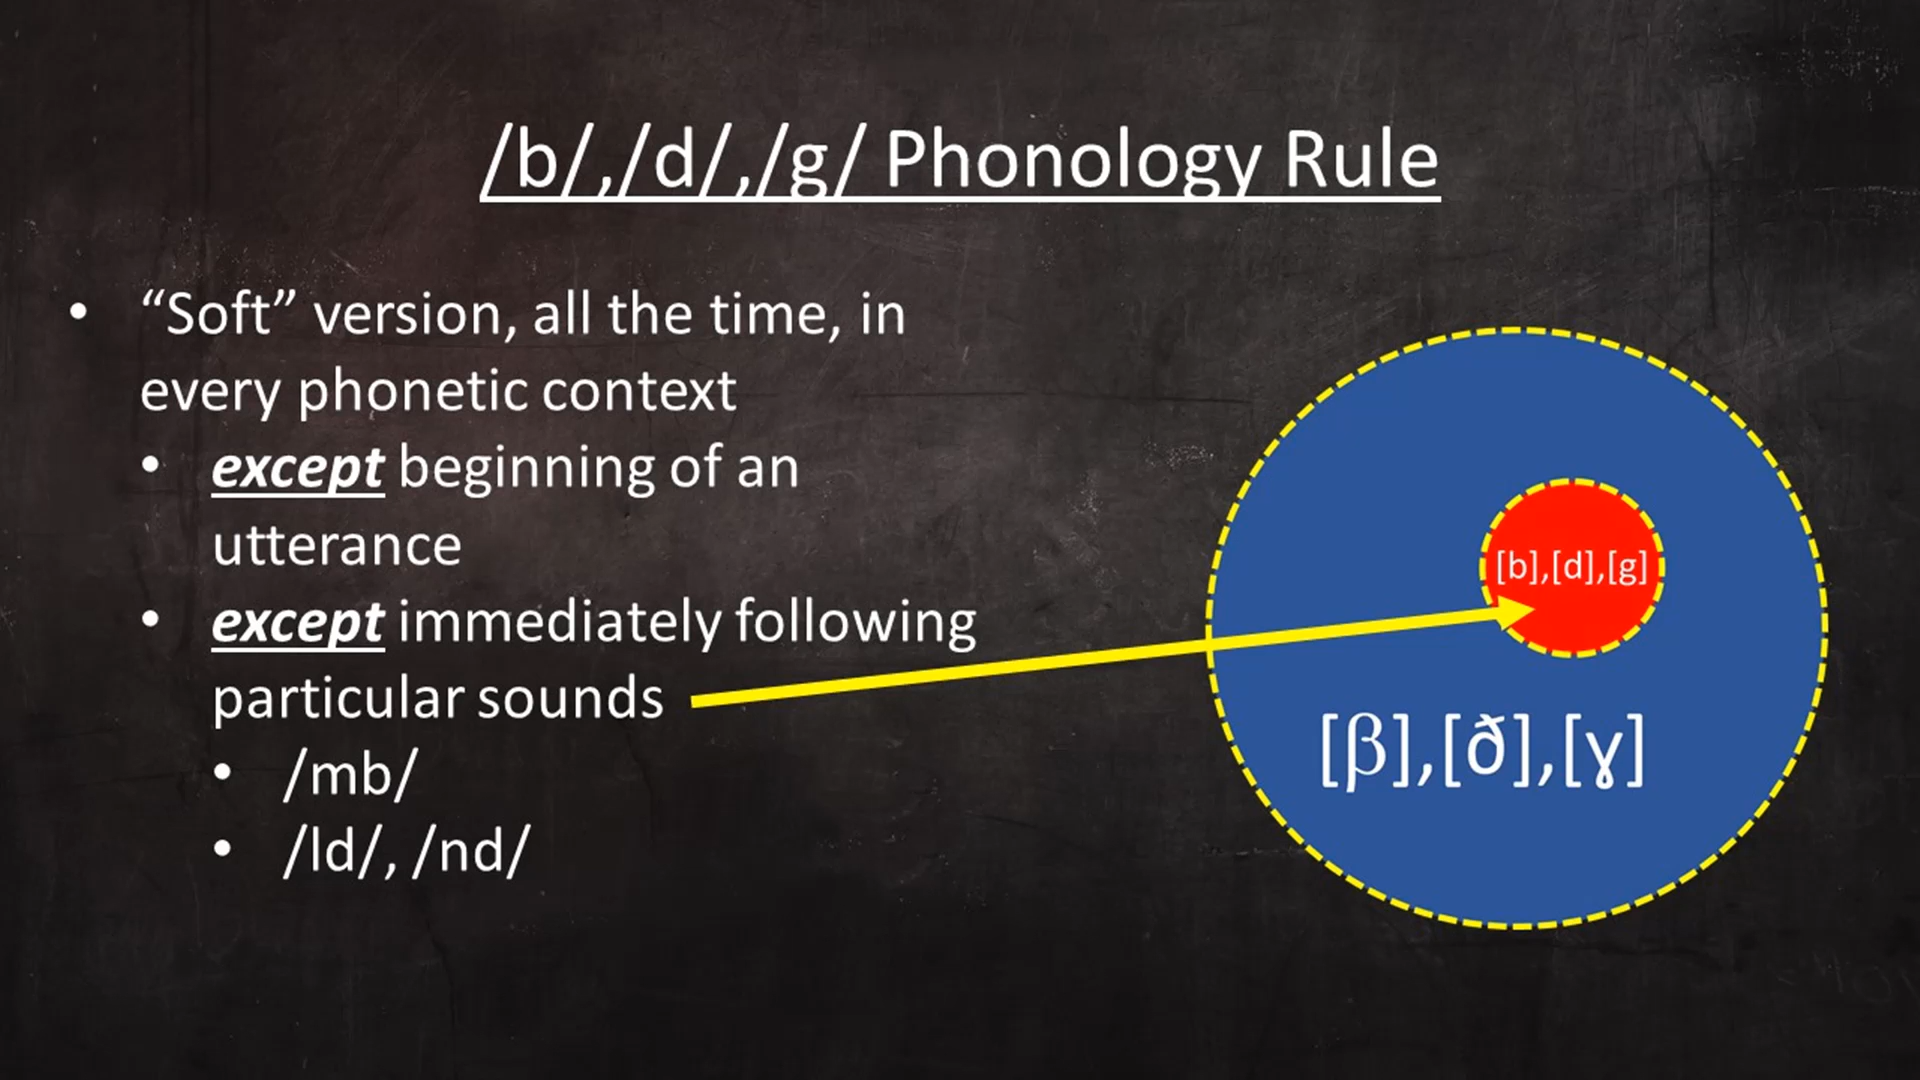 /b/,/d/,/g/ Phonology Rule
• “Soft” version, all the time, in
every phonetic context
• except beginning of an
utterance
• except immediately following
particular sounds
• /mb/
• /ld/, /nd/
[b],[d],[g]
[β],[ð],[ɣ]